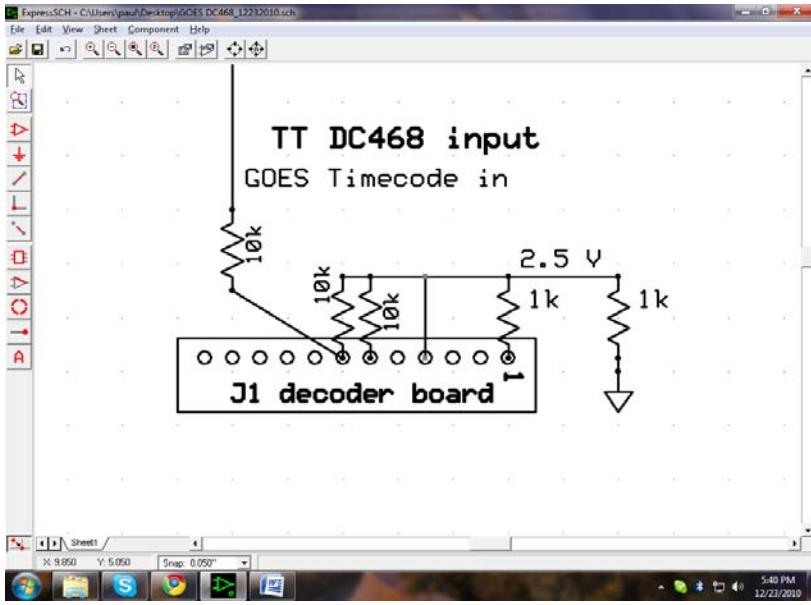 ExpressSCH - C:\Users\paul\Desktop\GOES DC468_12232010.sch
File Edit View Sheet Component Help
TT DC468 input
GOES Timecode in
10k
10k
10k
2.5 V
1k
1k
1
J1 decoder board
A
Sheet1
X: 9.850 Y: 5.050 Snap: 0.050"
5:40 PM
12/23/2010